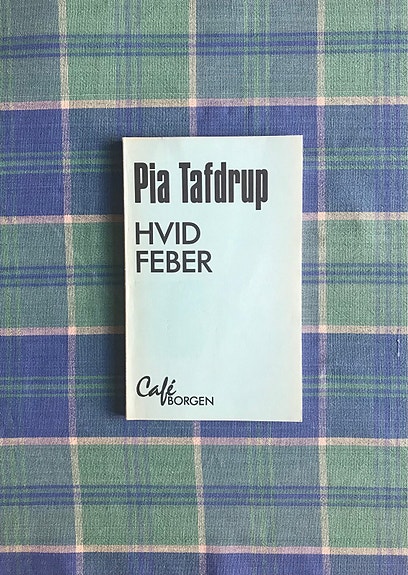 Pia Tafdrup
HVID
FEBER
Café
BORGEN